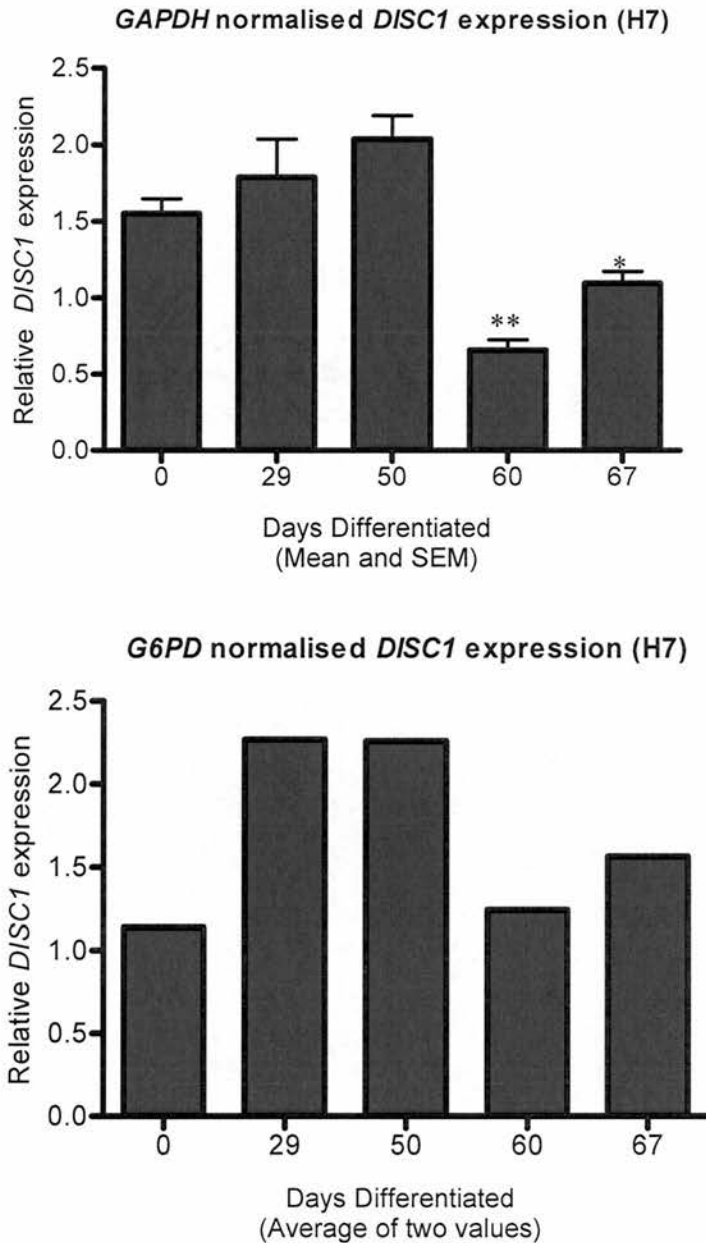 GAPDH normalised DISC1 expression (H7)
Relative DISC1 expression
2.5
2.0
1.5
1.0
0.5
0.0
**
*
0 29 50 60 67
Days Differentiated
(Mean and SEM)
G6PD normalised DISC1 expression (H7)
Relative DISC1 expression
2.5
2.0
1.5
1.0
0.5
0.0
0 29 50 60 67
Days Differentiated
(Average of two values)